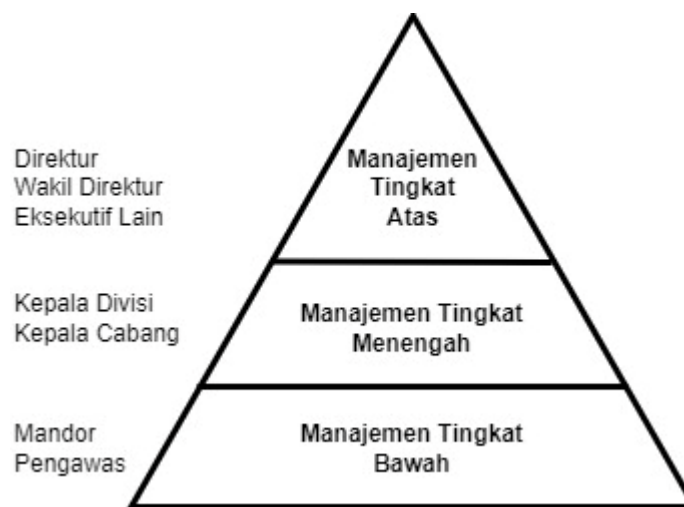 Direktur
Wakil Direktur
Eksekutif Lain
Manajemen
Tingkat
Atas
Kepala Divisi
Kepala Cabang
Manajemen Tingkat
Menengah
Mandor
Pengawas
Manajemen Tingkat
Bawah